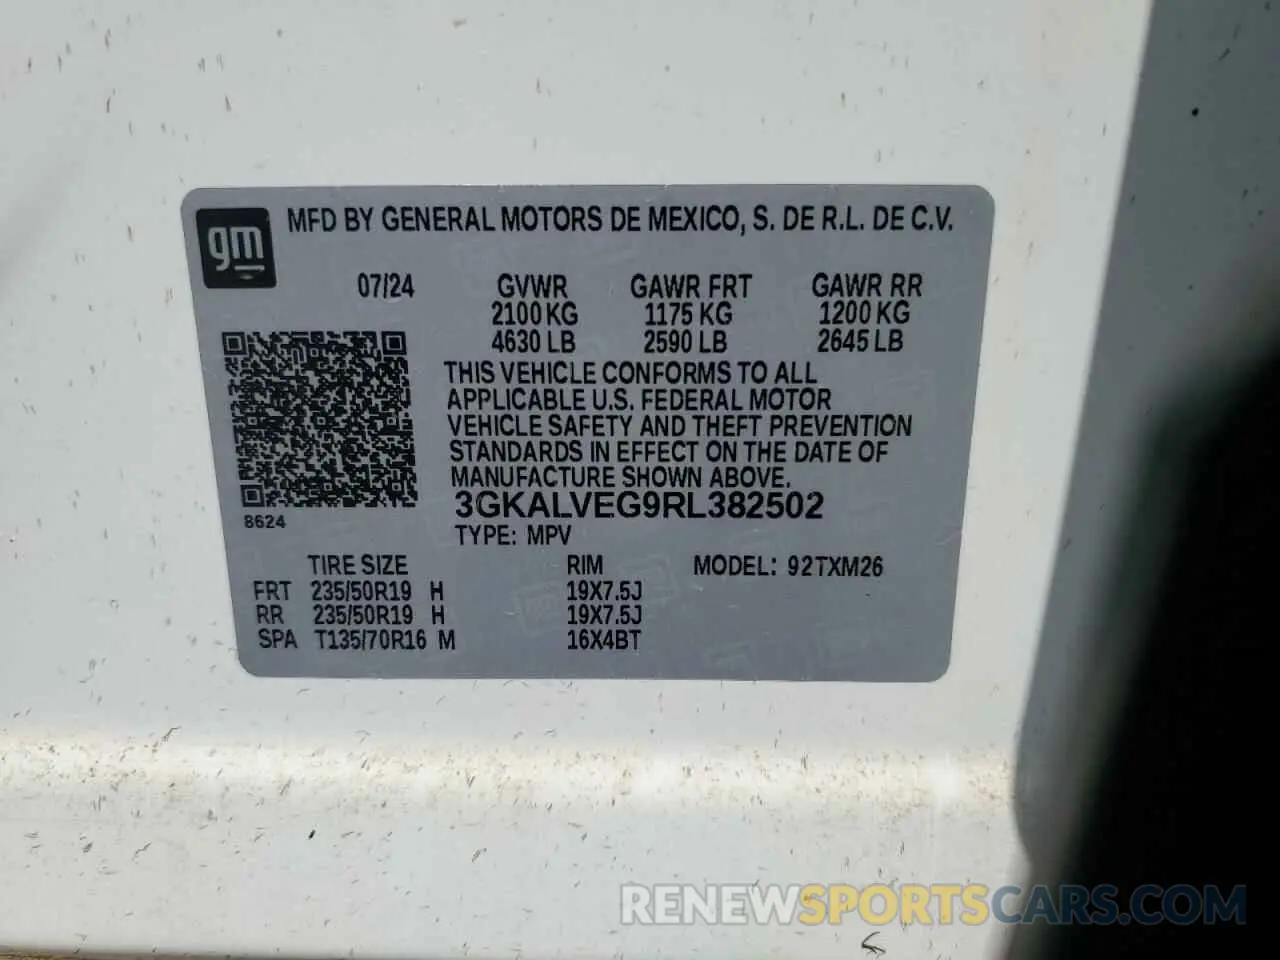 gm
MFD BY GENERAL MOTORS DE MEXICO, S. DE R.L. DE C.V.
07/24 GVWR GAWR FRT GAWR RR
2100 KG 1175 KG 1200 KG
4630 LB 2590 LB 2645 LB
THIS VEHICLE CONFORMS TO ALL
APPLICABLE U.S. FEDERAL MOTOR
VEHICLE SAFETY AND THEFT PREVENTION
STANDARDS IN EFFECT ON THE DATE OF
MANUFACTURE SHOWN ABOVE.
3GKALVEG9RL382502
8624
TYPE: MPV
TIRE SIZE RIM MODEL: 92TXM26
FRT 235/50R19 H 19X7.5J
RR 235/50R19 H 19X7.5J
SPA T135/70R16 M 16X4BT
RENEWSPORTSCARS.COM